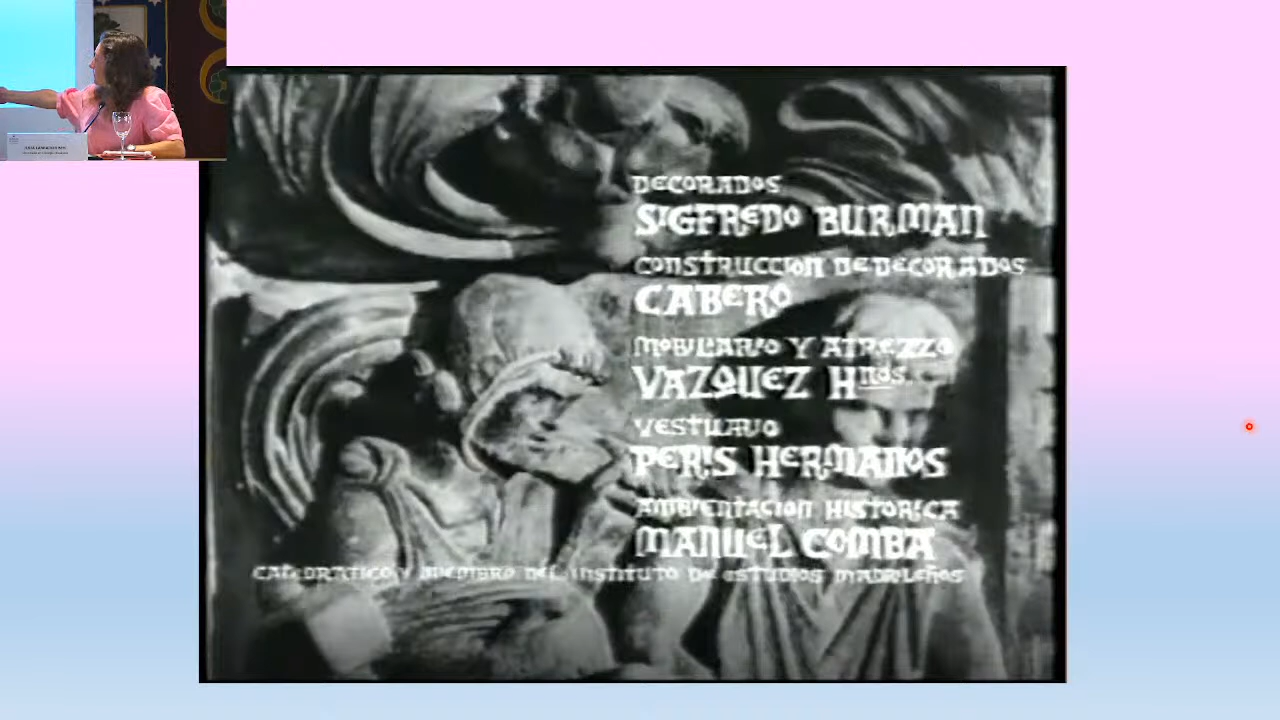 DECORADOS
SIGFREDO BURMAN
CONSTRUCCION DE DECORADOS
CABERO
MOBILIARIO Y ATREZZO
VAZQUEZ Hnos.
VESTUARIO
PERIS HERMANOS
AMBIENTACION HISTORICA
MANUEL COMBA
CATEDRATICO Y MIEMBRO DEL INSTITUTO DE ESTUDIOS MADRILEÑOS